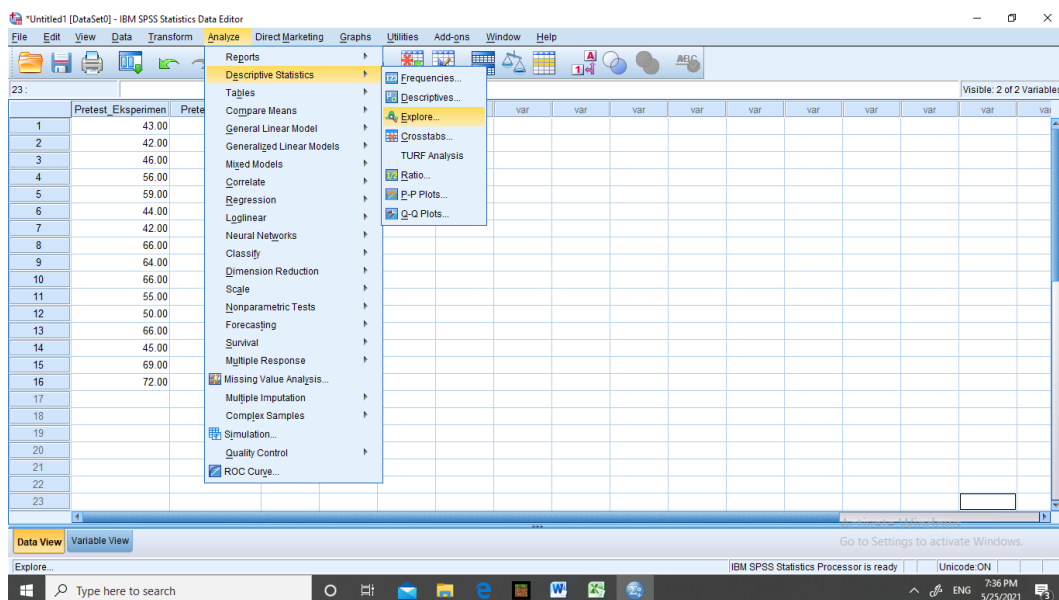 *Untitled1 [DataSet0] - IBM SPSS Statistics Data Editor
File Edit View Data Transform Analyze Direct Marketing Graphs Utilities Add-ons Window Help
23 :
Visible: 2 of 2 Variables
Pretest_Eksperimen Prete var var var var var var var var var
1 43.00
2 42.00
3 46.00
4 56.00
5 59.00
6 44.00
7 42.00
8 66.00
9 64.00
10 66.00
11 55.00
12 50.00
13 66.00
14 45.00
15 69.00
16 72.00
17
18
19
20
21
22
23
Reports
Descriptive Statistics
Tables
Compare Means
General Linear Model
Generalized Linear Models
Mixed Models
Correlate
Regression
Loglinear
Neural Networks
Classify
Dimension Reduction
Scale
Nonparametric Tests
Forecasting
Survival
Multiple Response
Missing Value Analysis...
Multiple Imputation
Complex Samples
Simulation...
Quality Control
ROC Curve...
Frequencies...
Descriptives...
Explore...
Crosstabs...
TURF Analysis
Ratio...
P-P Plots...
Q-Q Plots...
Data View Variable View
Go to Settings to activate Windows.
Explore... IBM SPSS Statistics Processor is ready Unicode:ON
Type here to search
ENG
7:36 PM
5/25/2021